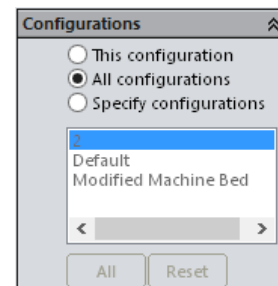 Configurations
This configuration
All configurations
Specify configurations
2
Default
Modified Machine Bed
All
Reset